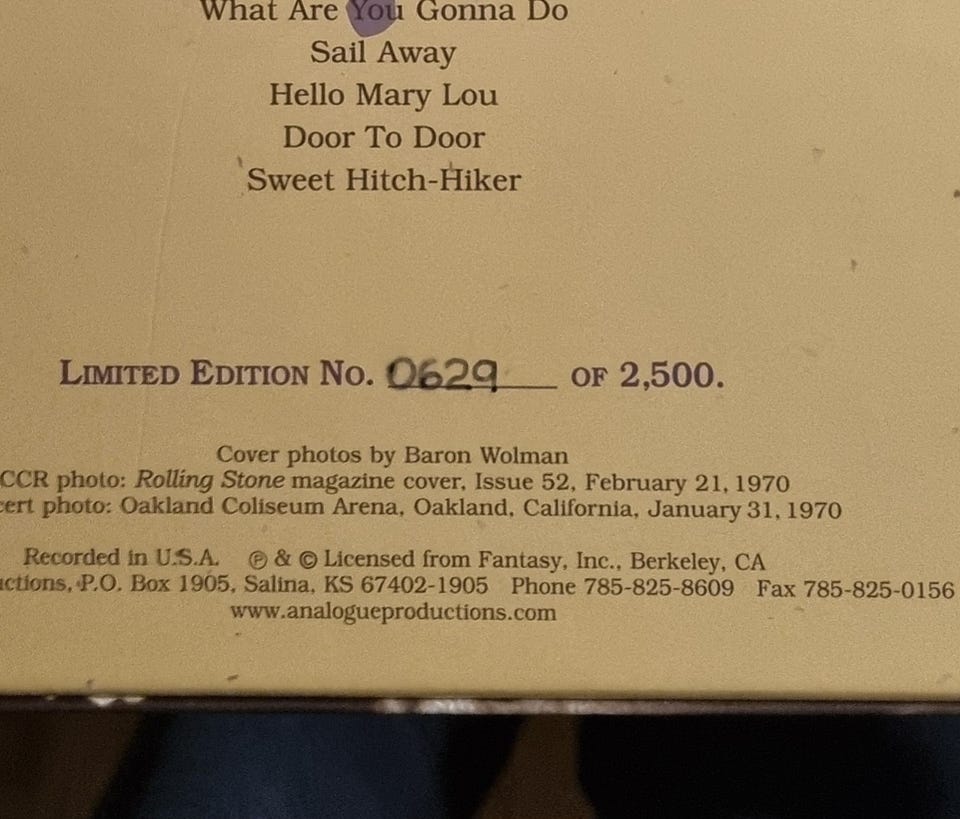 What Are You Gonna Do
Sail Away
Hello Mary Lou
Door To Door
Sweet Hitch-Hiker
LIMITED EDITION NO. 0629 OF 2,500.
Cover photos by Baron Wolman
CCR photo: Rolling Stone magazine cover, Issue 52, February 21, 1970
cert photo: Oakland Coliseum Arena, Oakland, California, January 31, 1970
Recorded in U.S.A. ℗ & © Licensed from Fantasy, Inc., Berkeley, CA
uctions, P.O. Box 1905, Salina, KS 67402-1905 Phone 785-825-8609 Fax 785-825-0156
www.analogueproductions.com